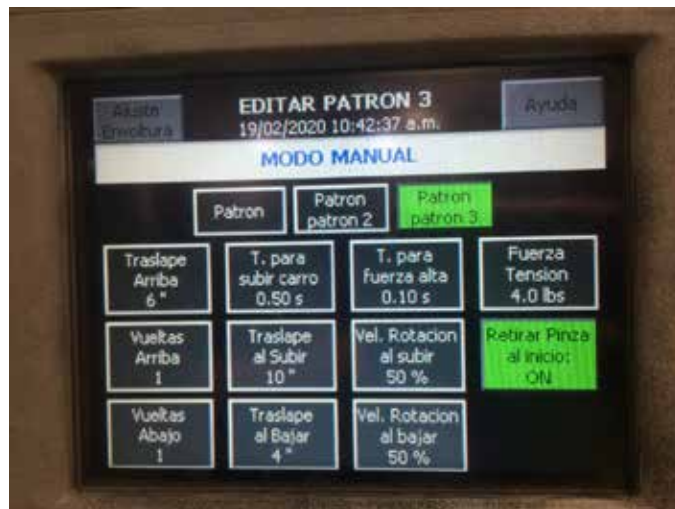 Ajuste
Envoltura
EDITAR PATRON 3
19/02/2020 10:42:37 a.m.
Ayuda
MODO MANUAL
Patron
Patron
patron 2
Patron
patron 3
Traslape
Arriba
6 "
T. para
subir carro
0.50 s
T. para
fuerza alta
0.10 s
Fuerza
Tension
4.0 lbs
Vueltas
Arriba
1
Traslape
al Subir
10 "
Vel. Rotacion
al subir
50 %
Retirar Pinza
al inicio:
ON
Vueltas
Abajo
1
Traslape
al Bajar
4 "
Vel. Rotacion
al bajar
50 %